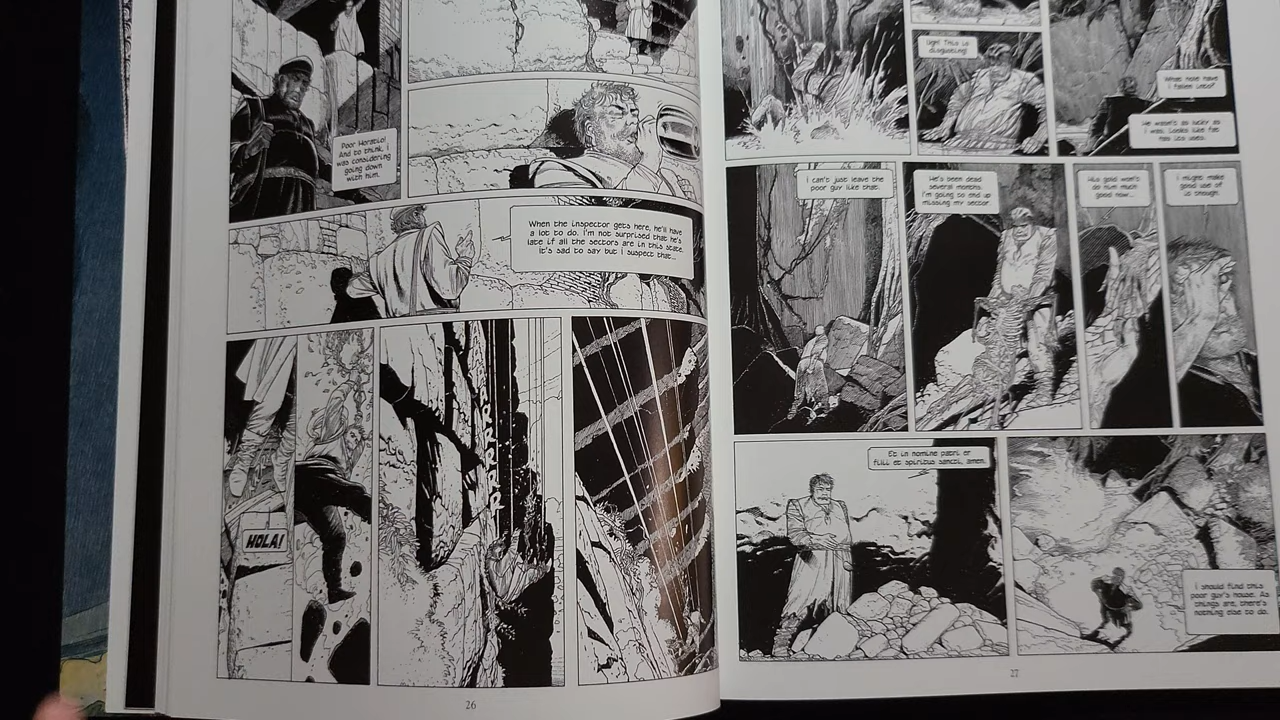 Poor Horatio!
And to think, I
was considering
going down
with him.
When the inspector gets here, he'll have
a lot to do. I'm not surprised that he's
late if all the sectors are in this state.
It's sad to say but I suspect that...
HOLA!
26
Ugh! This is
disgusting!
What hole have
I fallen into?
He wasn't as lucky as
I was. Looks like fat
has its uses.
I can't just leave the
poor guy like that.
He's been dead
several months.
I'm going to end up
missing my sector.
His gold won't
do him much
good now...
I might make
good use of
it though.
Et in nomine patri er
filii et spiritus sancti, amen.
I should find this
poor guy's house. As
things are, there's
nothing else to do.
27